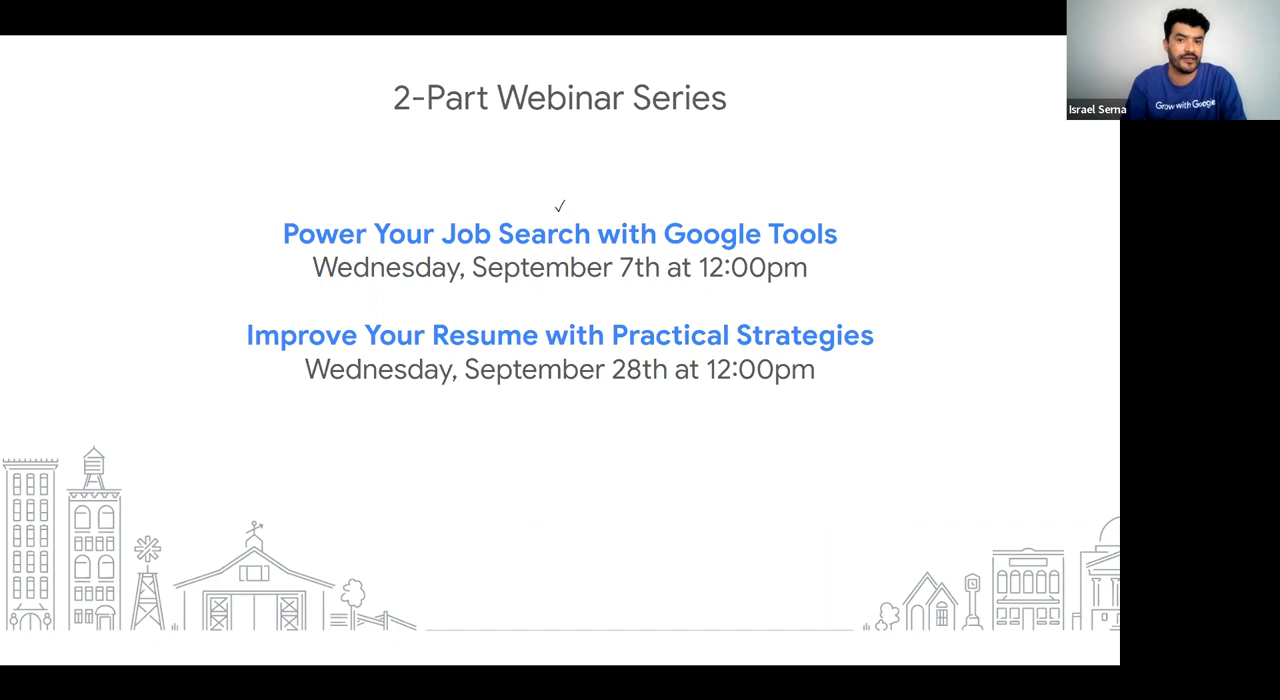 2-Part Webinar Series
✓
Power Your Job Search with Google Tools
Wednesday, September 7th at 12:00pm
Improve Your Resume with Practical Strategies
Wednesday, September 28th at 12:00pm
Israel Serna
Grow with Google